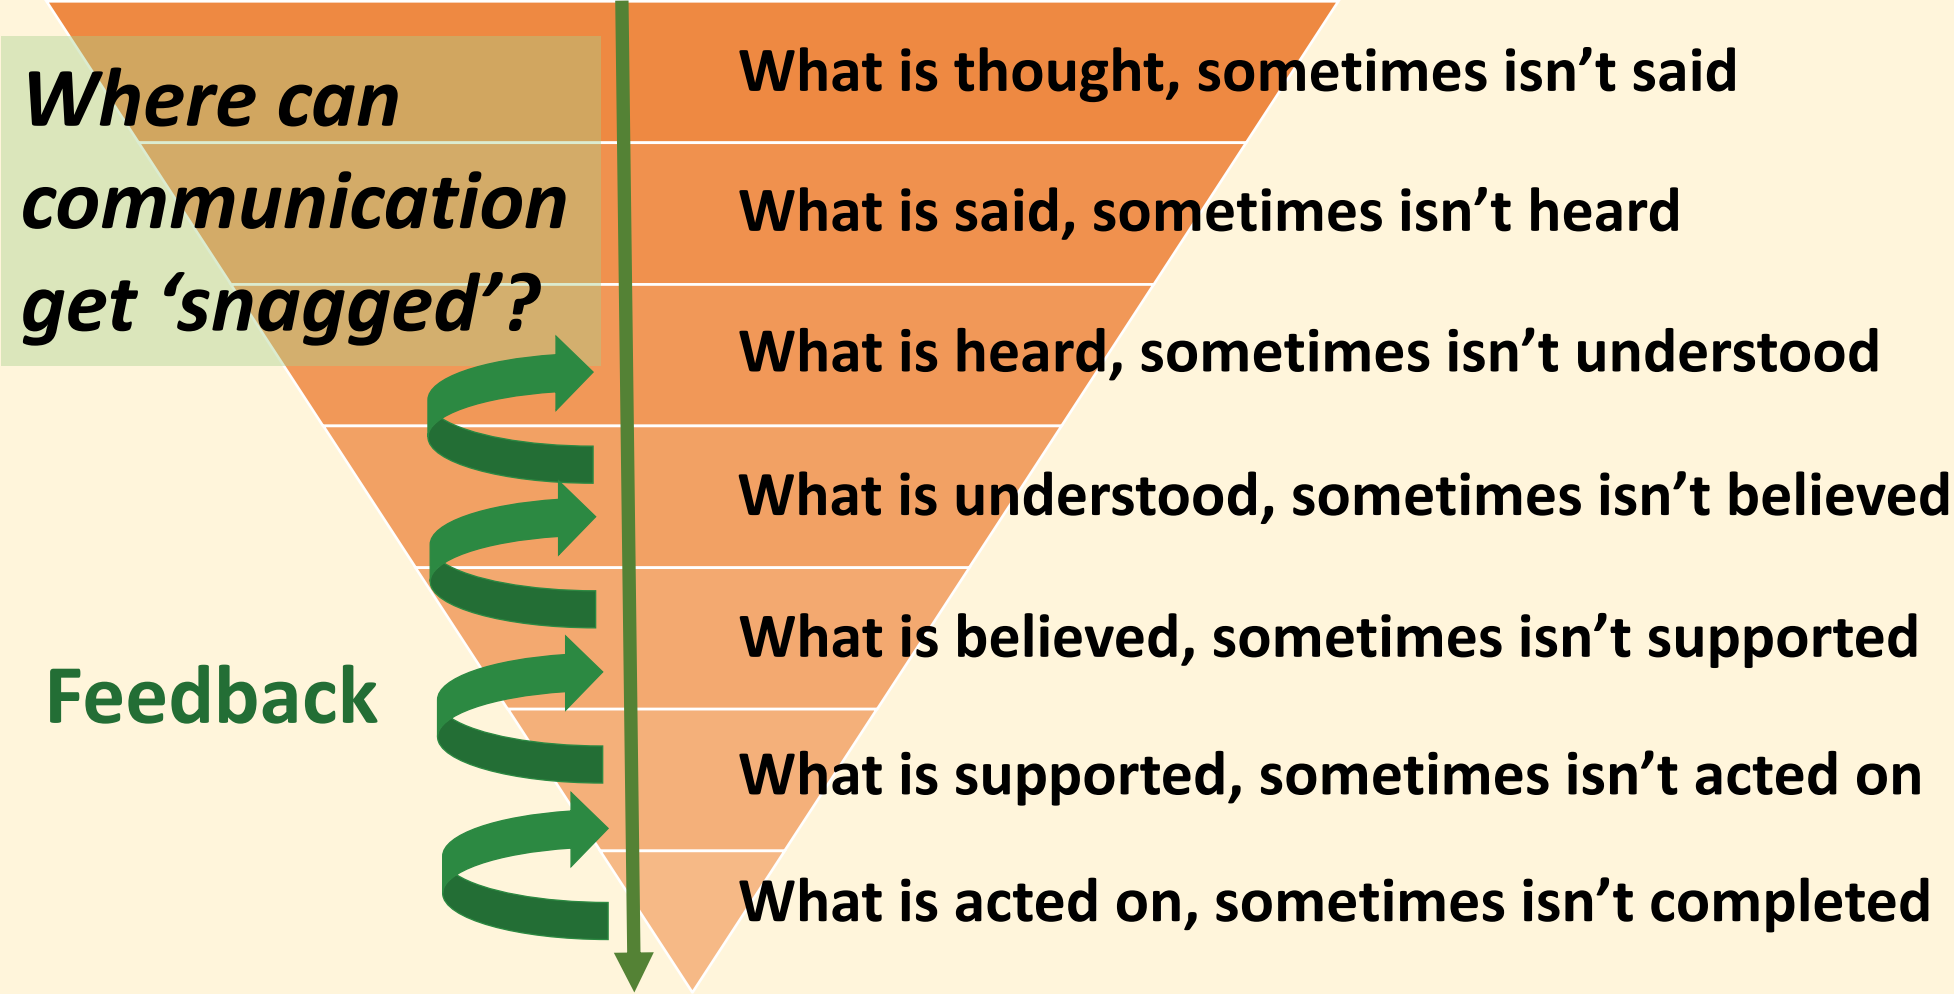 Where can
communication
get ‘snagged’?
What is thought, sometimes isn’t said
What is said, sometimes isn’t heard
What is heard, sometimes isn’t understood
What is understood, sometimes isn’t believed
What is believed, sometimes isn’t supported
What is supported, sometimes isn’t acted on
What is acted on, sometimes isn’t completed
Feedback